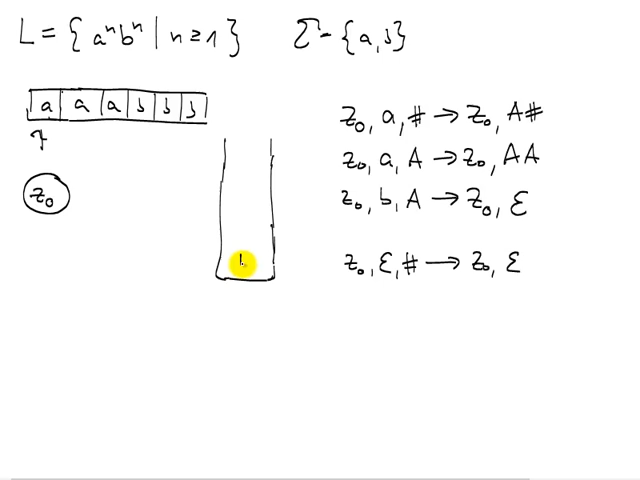 L = { aⁿbⁿ | n ≥ 1 } Σ = {a, b}
a a a b b b
z₀
z₀, a, # → z₀, A#
z₀, a, A → z₀, AA
z₀, b, A → z₀, ε
z₀, ε, # → z₀, ε